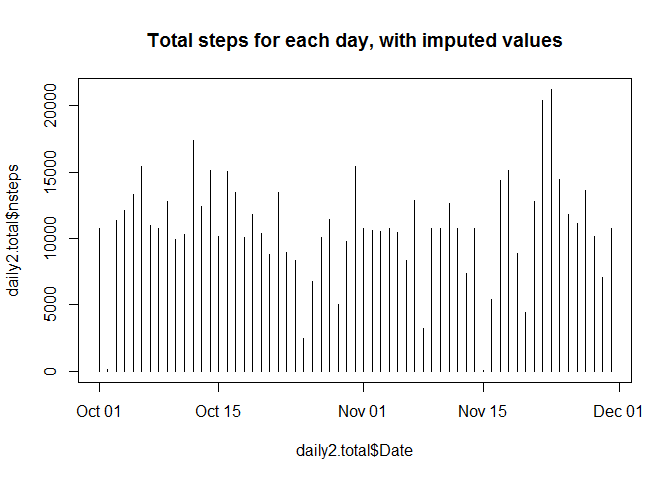 Total steps for each day, with imputed values
daily2.total$nsteps
20000
15000
10000
5000
0
Oct 01 Oct 15 Nov 01 Nov 15 Dec 01
daily2.total$Date